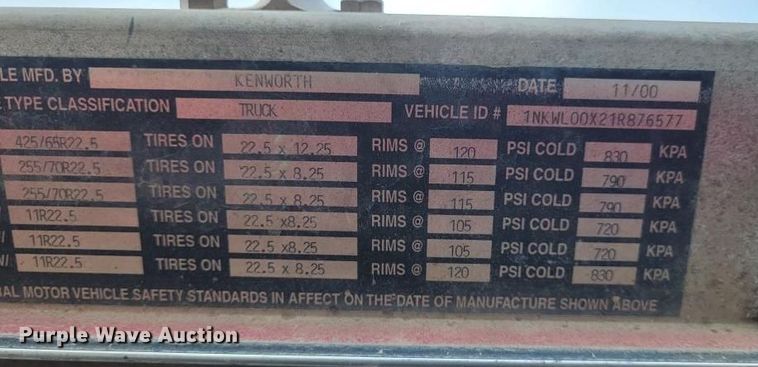 LE MFD. BY KENWORTH DATE 11/00
E TYPE CLASSIFICATION TRUCK VEHICLE ID # 1NKWLOOX21R876577
425/65R22.5 TIRES ON 22.5 x 12.25 RIMS @ 120 PSI COLD 830 KPA
255/70R22.5 TIRES ON 22.5 x 8.25 RIMS @ 115 PSI COLD 790 KPA
255/70R22.5 TIRES ON 22.5 x 8.25 RIMS @ 115 PSI COLD 790 KPA
11R22.5 TIRES ON 22.5 x8.25 RIMS @ 105 PSI COLD 720 KPA
/ 11R22.5 TIRES ON 22.5 x8.25 RIMS @ 105 PSI COLD 720 KPA
/ 11R22.5 TIRES ON 22.5 x 8.25 RIMS @ 120 PSI COLD 830 KPA
AL MOTOR VEHICLE SAFETY STANDARDS IN AFFECT ON THE DATE OF MANUFACTURE SHOWN ABOVE
Purple Wave Auction